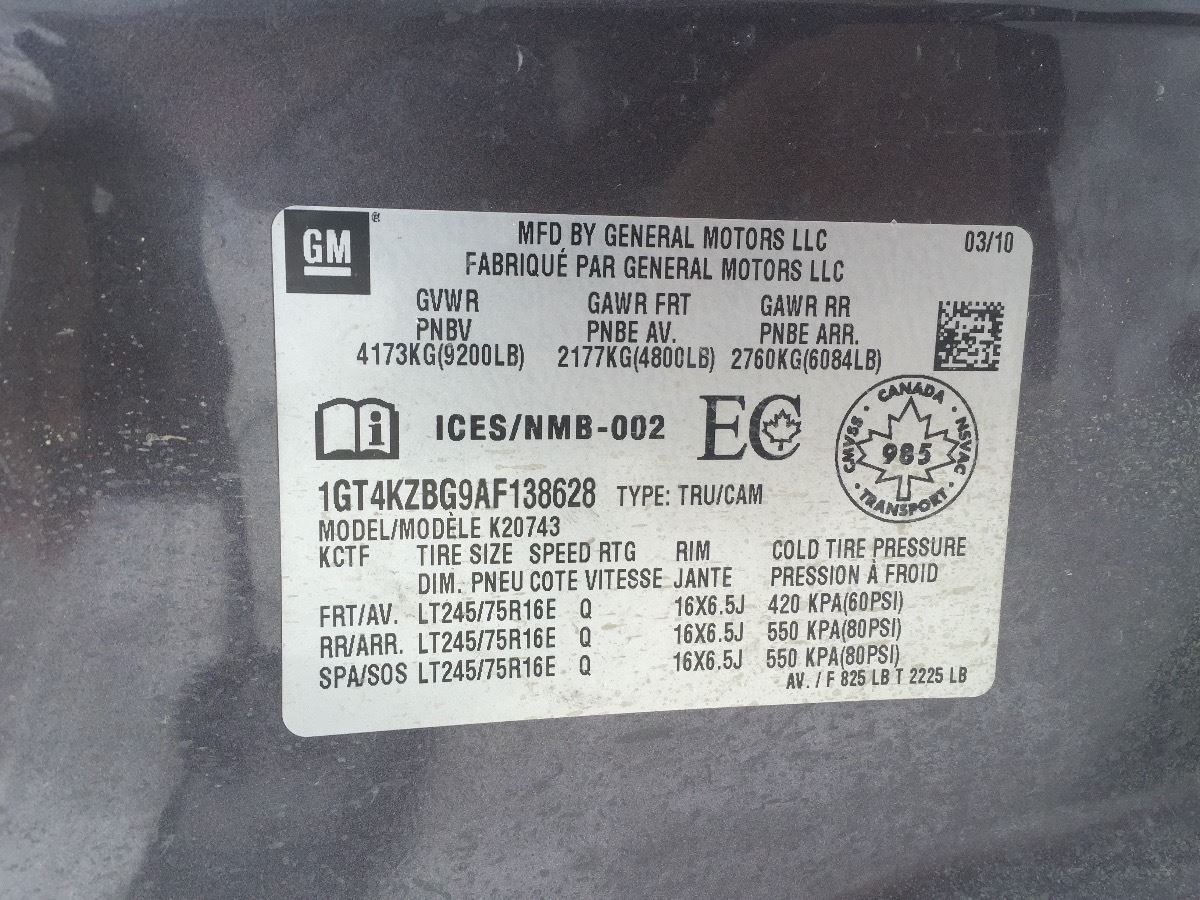 GM ®
MFD BY GENERAL MOTORS LLC 03/10
FABRIQUÉ PAR GENERAL MOTORS LLC
GVWR GAWR FRT GAWR RR
PNBV PNBE AV. PNBE ARR.
4173KG(9200LB) 2177KG(4800LB) 2760KG(6084LB)
i ICES/NMB-002 EC
CANADA
CMVSS 985 NSVAC
TRANSPORT
1GT4KZBG9AF138628 TYPE: TRU/CAM
MODEL/MODÈLE K20743
KCTF TIRE SIZE SPEED RTG RIM COLD TIRE PRESSURE
DIM. PNEU COTE VITESSE JANTE PRESSION À FROID
FRT/AV. LT245/75R16E Q 16X6.5J 420 KPA(60PSI)
RR/ARR. LT245/75R16E Q 16X6.5J 550 KPA(80PSI)
SPA/SOS LT245/75R16E Q 16X6.5J 550 KPA(80PSI)
AV. / F 825 LB T 2225 LB